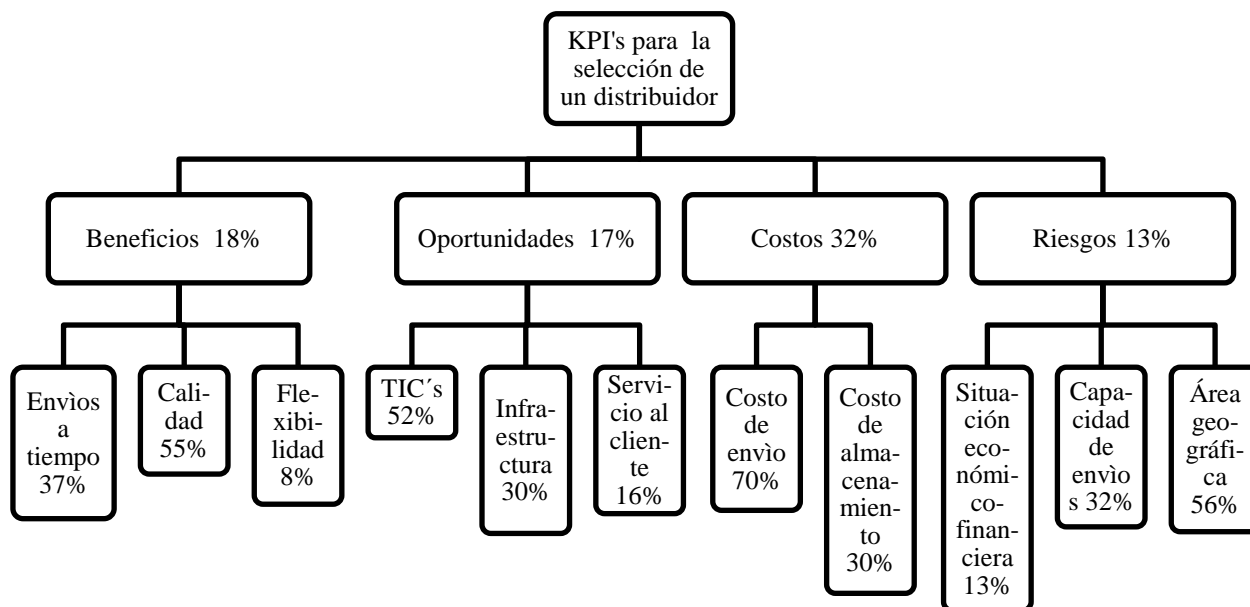 KPI's para la
selección de
un distribuidor
Beneficios 18%
Oportunidades 17%
Costos 32%
Riesgos 13%
Envìos
a
tiempo
37%
Cali-
dad
55%
Fle-
xibili-
dad
8%
TIC´s
52%
Infra-
estru-
ctura
30%
Servi-
cio al
clien-
te
16%
Costo
de
envìo
70%
Costo
de
alma-
cena-
mien-
to
30%
Situa-
ción
eco-
nómi-
co-
finan-
ciera
13%
Capa-
cidad
de
envìo
s 32%
Área
geo-
gráfi-
ca
56%